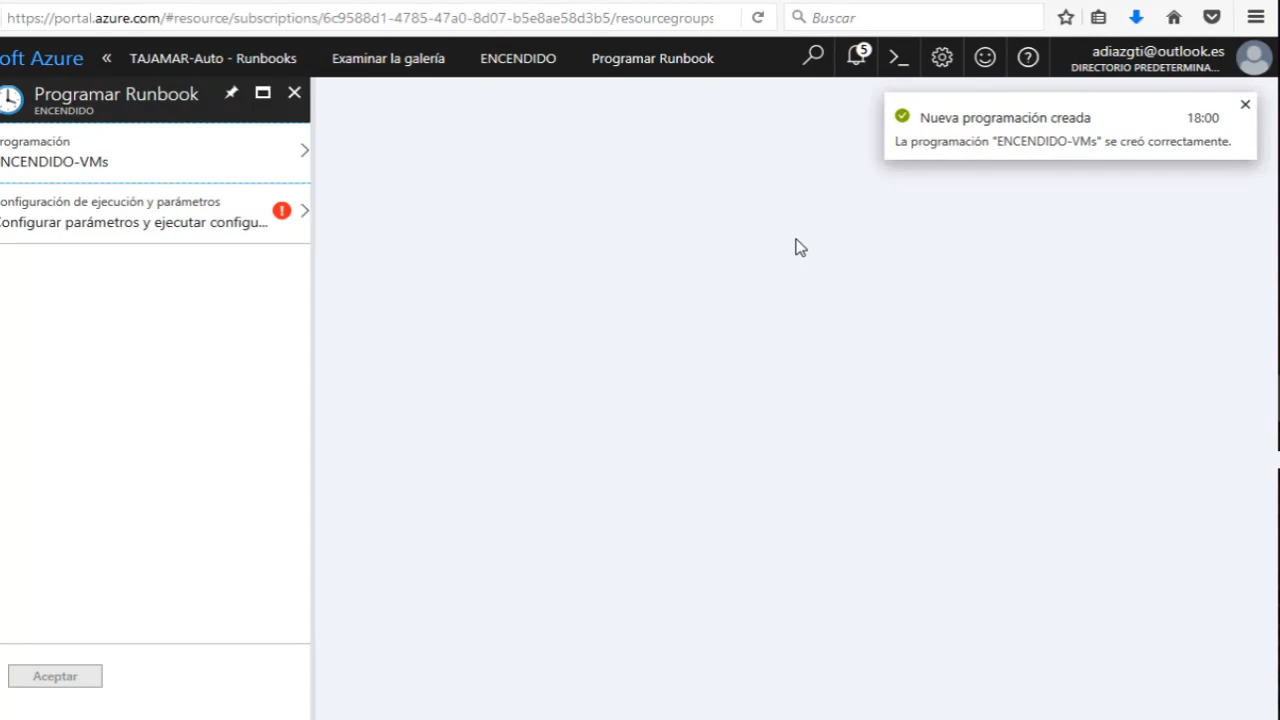 https://portal.azure.com/#resource/subscriptions/6c9588d1-4785-47a0-8d07-b5e8ae58d3b5/resourcegroups
Buscar
oft Azure « TAJAMAR-Auto - Runbooks Examinar la galería ENCENDIDO Programar Runbook
5
>_
?
adiazgti@outlook.es
DIRECTORIO PREDETERMINA...
Programar Runbook
ENCENDIDO
Nueva programación creada 18:00
La programación "ENCENDIDO-VMs" se creó correctamente.
rogramación
NCENDIDO-VMs
onfiguración de ejecución y parámetros
Configurar parámetros y ejecutar configu...
!
Aceptar